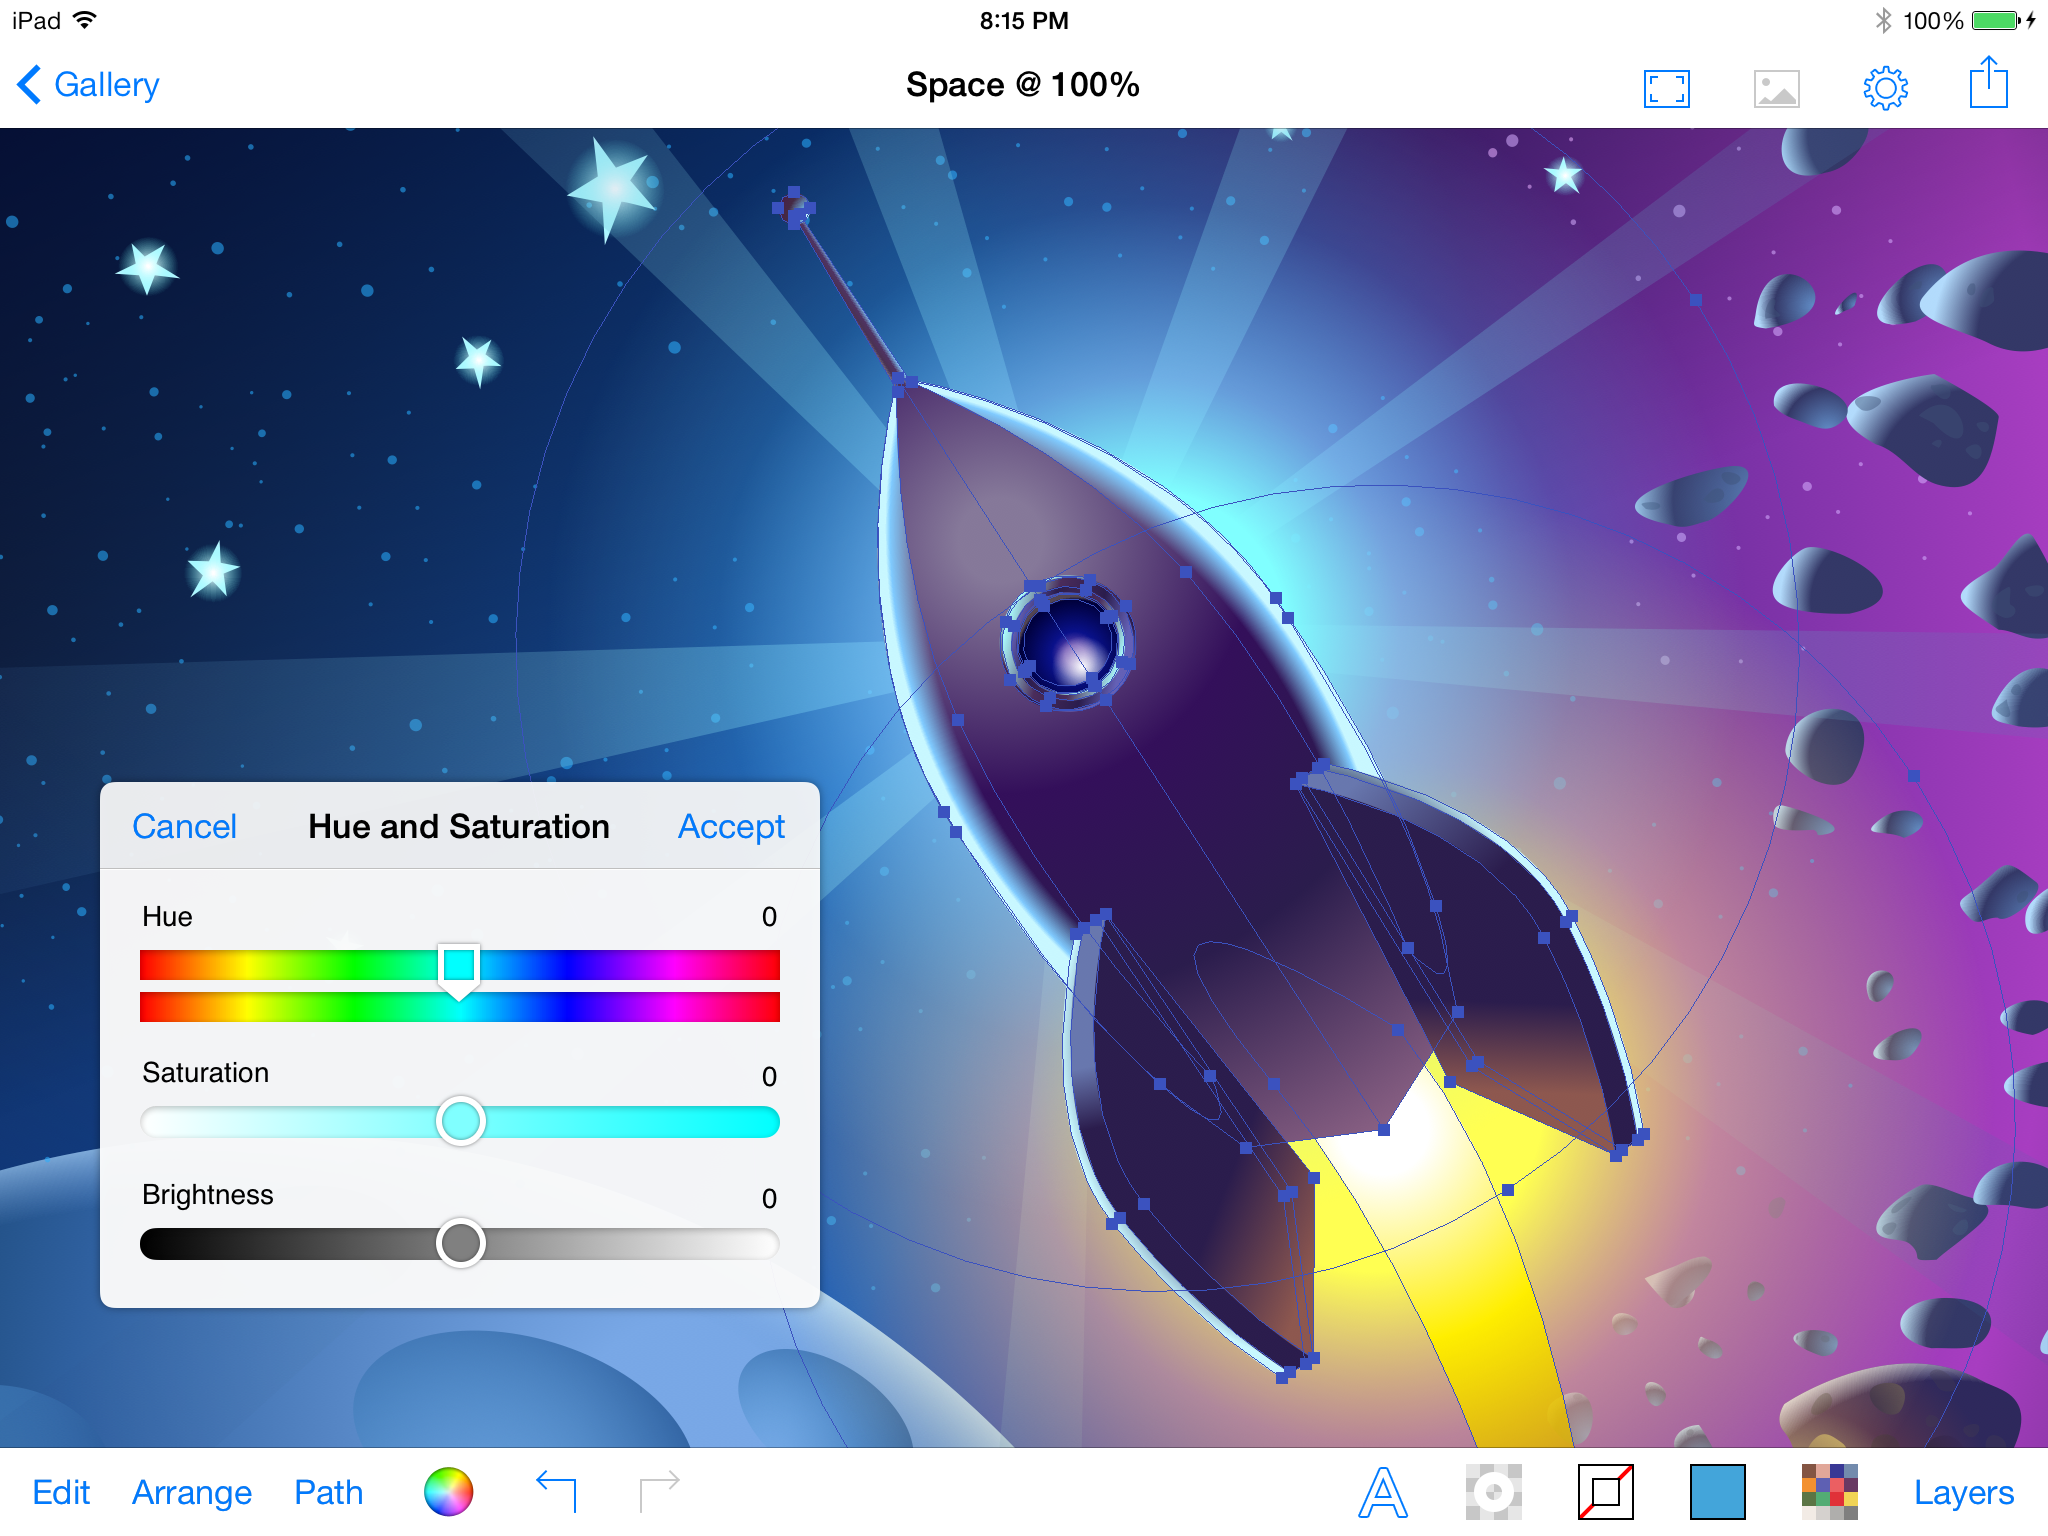 iPad 8:15 PM 100%
Gallery Space @ 100%
Cancel Hue and Saturation Accept
Hue 0
Saturation 0
Brightness 0
Edit Arrange Path A Layers